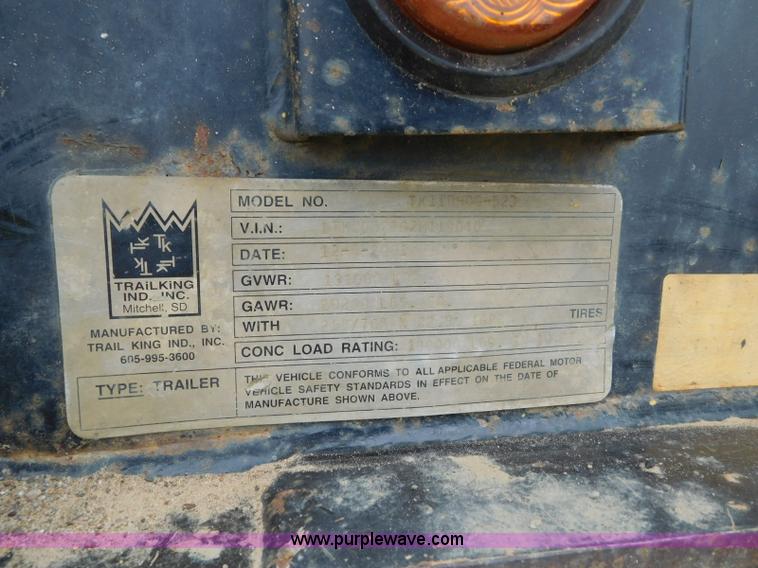 TK TK TK TK
TRAILKING
IND. INC.
Mitchell, SD
MANUFACTURED BY:
TRAIL KING IND., INC.
605-995-3600
TYPE: TRAILER
MODEL NO.
V.I.N.:
DATE:
GVWR:
GAWR:
WITH TIRES
CONC LOAD RATING:
THIS VEHICLE CONFORMS TO ALL APPLICABLE FEDERAL MOTOR
VEHICLE SAFETY STANDARDS IN EFFECT ON THE DATE OF
MANUFACTURE SHOWN ABOVE.
www.purplewave.com